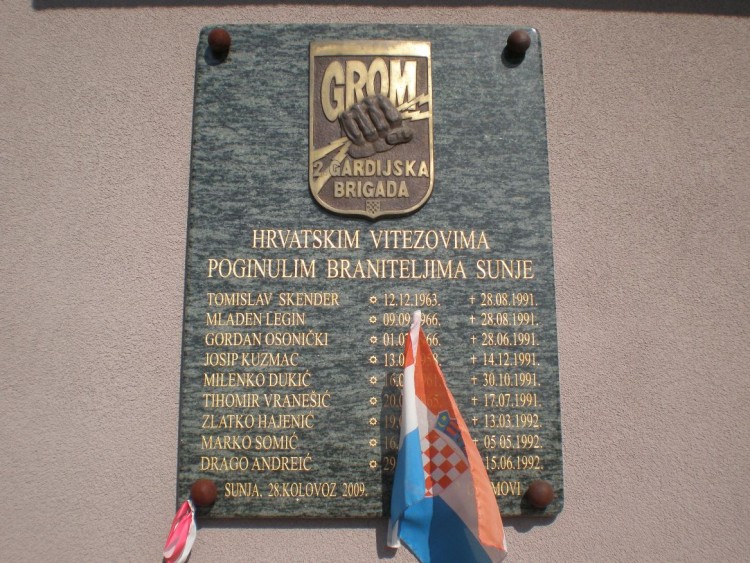 GROM
2 GARDIJSKA
BRIGADA
HRVATSKIM VITEZOVIMA
POGINULIM BRANITELJIMA SUNJE
TOMISLAV SKENDER ✡ 12.12.1963. + 28.08.1991.
MLADEN LEGIN ✡ + 28.08.1991.
GORDAN OSONIČKI ✡ + 28.06.1991.
JOSIP KUZMAC ✡ + 14.12.1991.
MILENKO DUKIĆ ✡ + 30.10.1991.
TIHOMIR VRANEŠIĆ ✡ + 17.07.1991.
ZLATKO HAJENIĆ ✡ + 13.03.1992.
MARKO SOMIĆ ✡ + 05.05.1992.
DRAGO ANDREIĆ ✡ 15.06.1992.
SUNJA, 28.KOLOVOZ 2009.